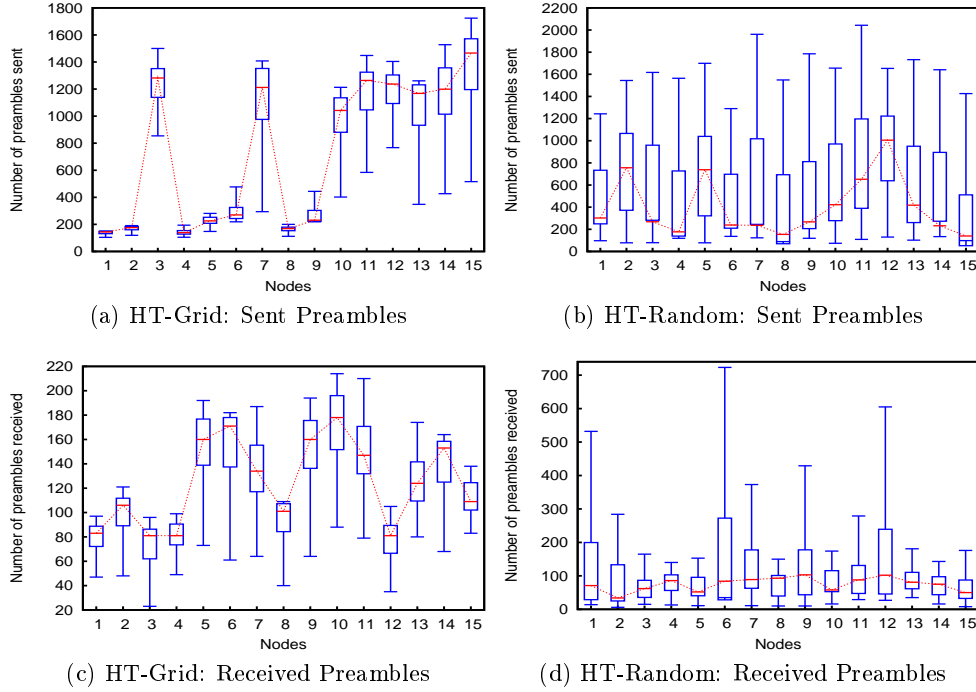 1800
1600
1400
1200
1000
800
600
400
200
0
Number of preambles sent
1 2 3 4 5 6 7 8 9 10 11 12 13 14 15
Nodes
(a) HT-Grid: Sent Preambles
2200
2000
1800
1600
1400
1200
1000
800
600
400
200
0
Number of preambles sent
1 2 3 4 5 6 7 8 9 10 11 12 13 14 15
Nodes
(b) HT-Random: Sent Preambles
220
200
180
160
140
120
100
80
60
40
20
Number of preambles received
1 2 3 4 5 6 7 8 9 10 11 12 13 14 15
Nodes
(c) HT-Grid: Received Preambles
700
600
500
400
300
200
100
0
Number of preambles received
1 2 3 4 5 6 7 8 9 10 11 12 13 14 15
Nodes
(d) HT-Random: Received Preambles